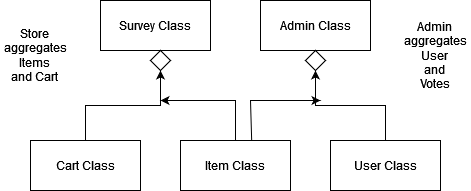 Survey Class
Admin Class
Store
aggregates
Items
and Cart
Admin
aggregates
User
and
Votes
Cart Class
Item Class
User Class